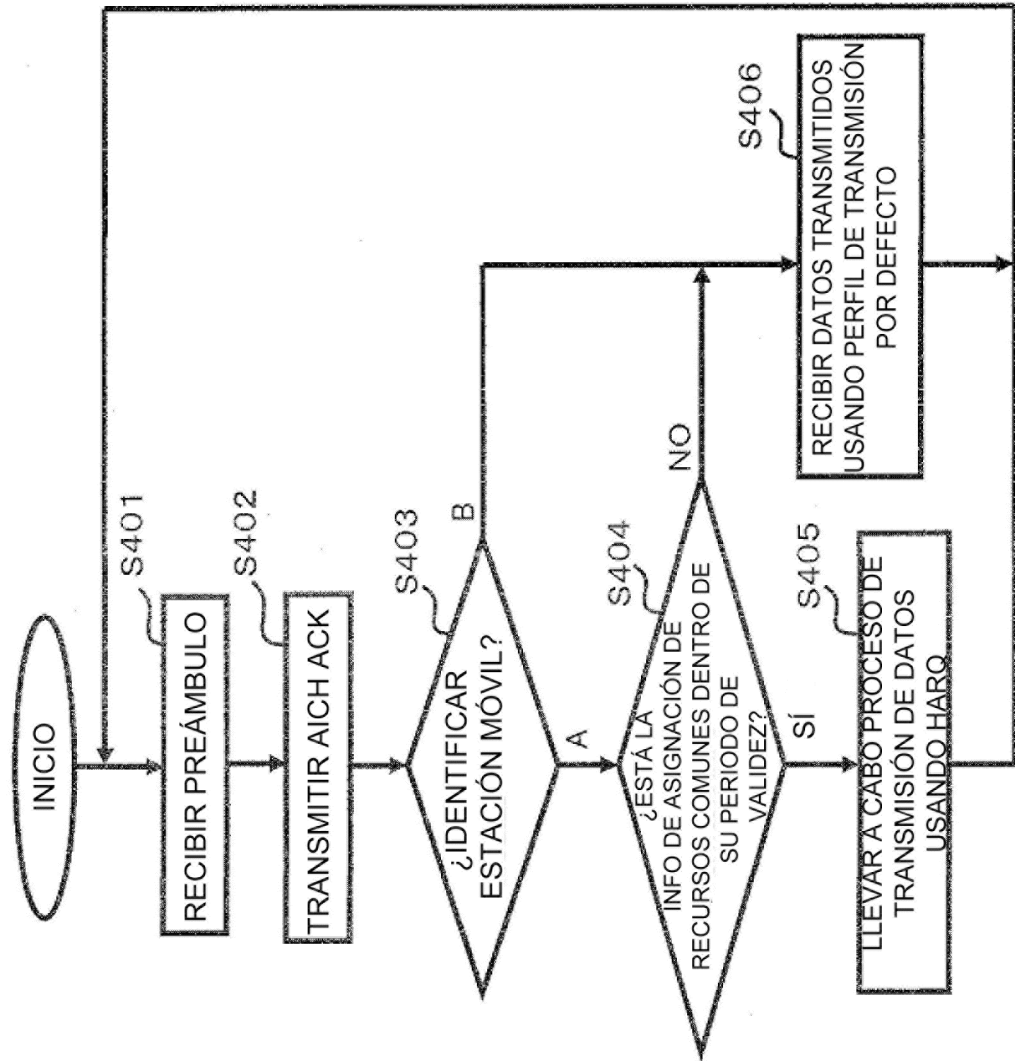 INICIO
S401
RECIBIR PREÁMBULO
S402
TRANSMITIR AICH ACK
S403
¿IDENTIFICAR
ESTACIÓN MÓVIL?
B
A
S404
¿ESTÁ LA
INFO DE ASIGNACIÓN DE
RECURSOS COMUNES DENTRO DE
SU PERIODO DE
VALIDEZ?
NO
SÍ
S405
LLEVAR A CABO PROCESO DE
TRANSMISIÓN DE DATOS
USANDO HARQ
S406
RECIBIR DATOS TRANSMITIDOS
USANDO PERFIL DE TRANSMISIÓN
POR DEFECTO